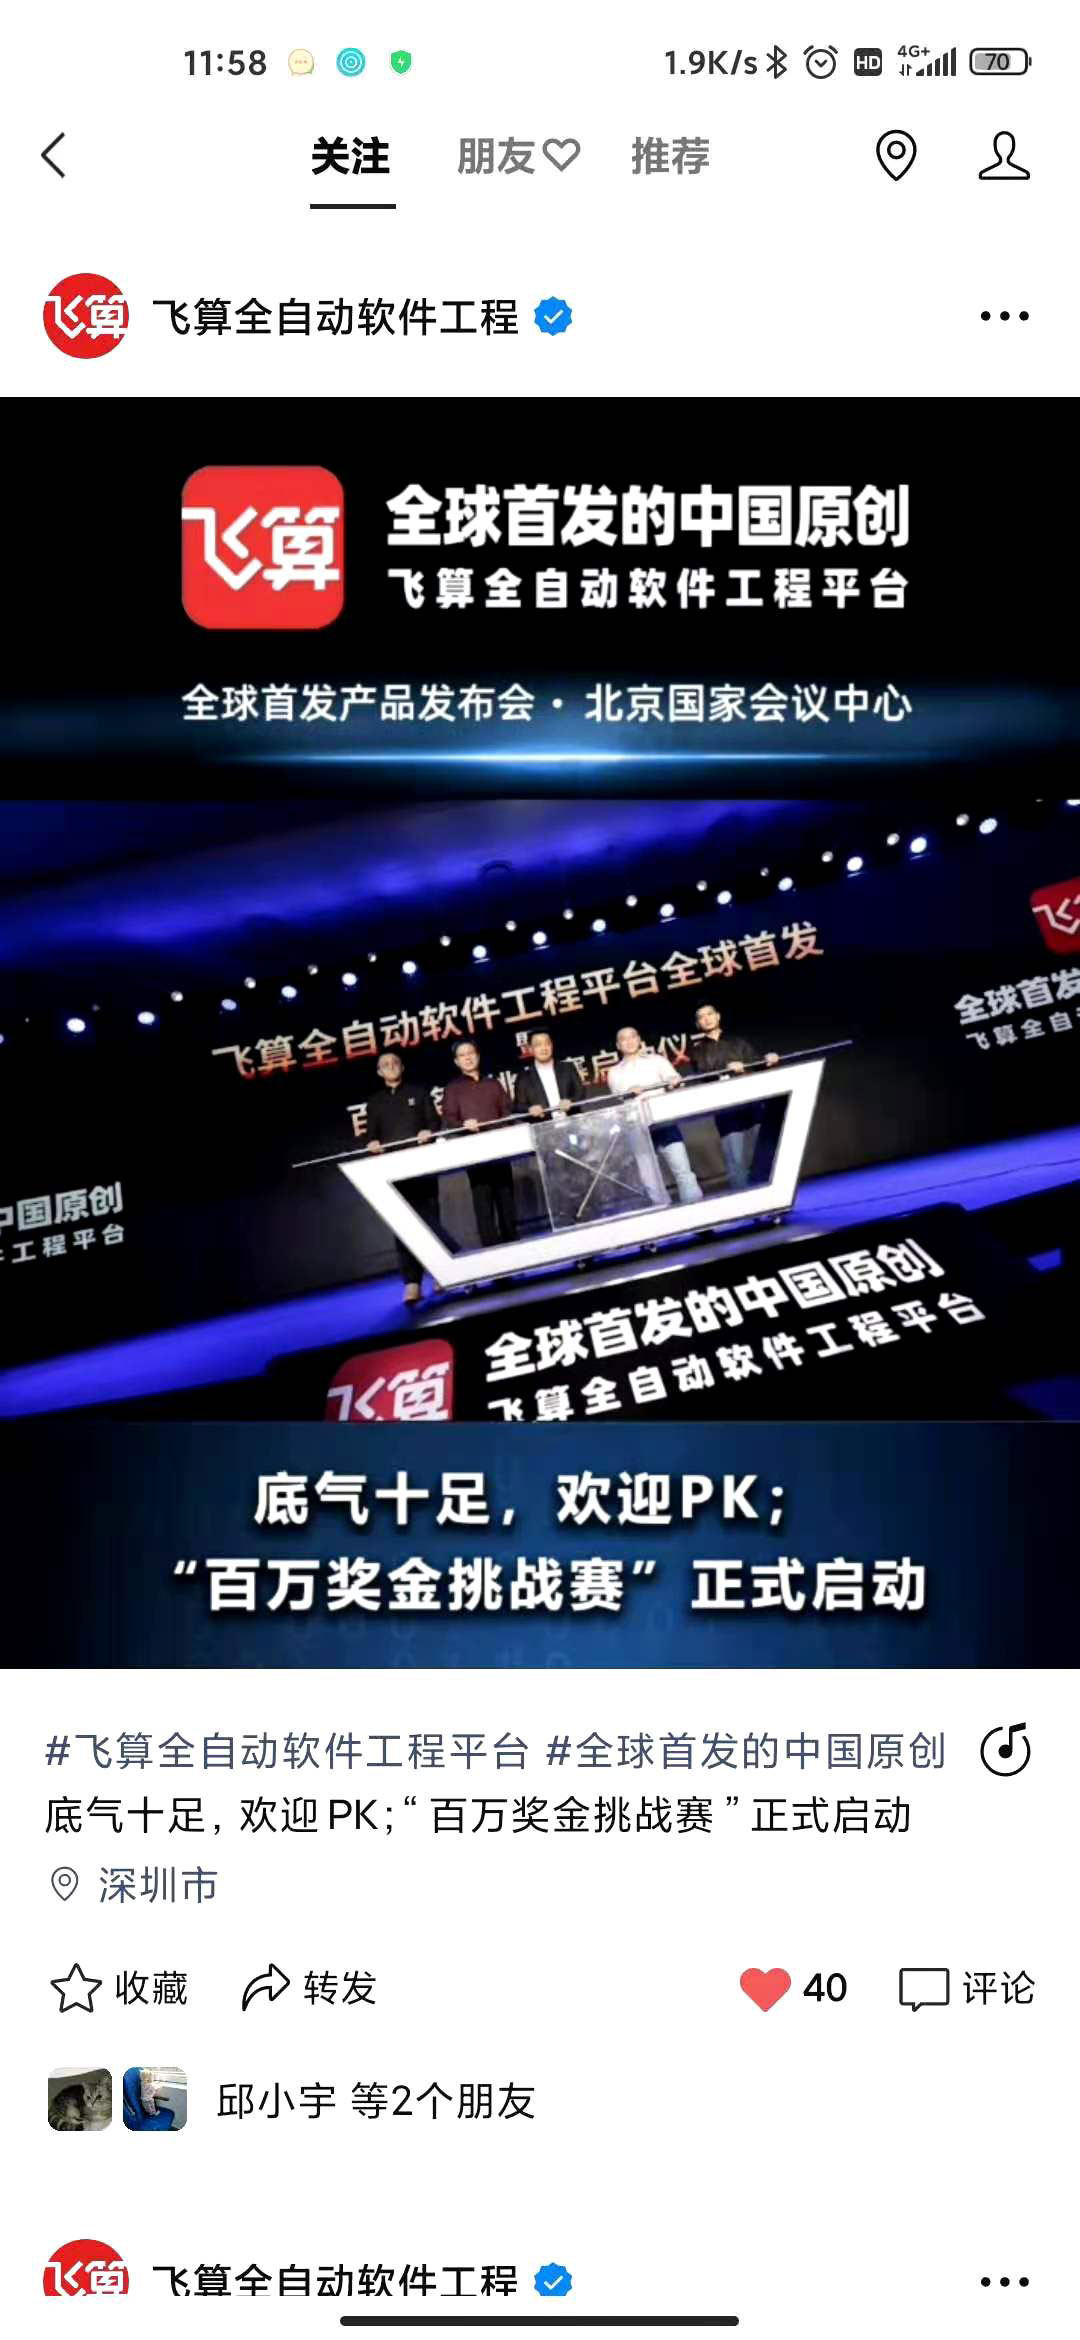 11:58
1.9K/s HD 4G+ 70
关注 朋友 推荐
飞算 飞算全自动软件工程
飞算 全球首发的中国原创
飞算全自动软件工程平台
全球首发产品发布会·北京国家会议中心
飞算全自动软件工程平台全球首发
全球首发
飞算全自
中国原创
工程平台
全球首发的中国原创
飞算 飞算全自动软件工程平台
底气十足，欢迎PK；
“百万奖金挑战赛”正式启动
#飞算全自动软件工程平台 #全球首发的中国原创
底气十足，欢迎PK；“百万奖金挑战赛”正式启动
深圳市
收藏 转发 40 评论
邱小宇 等2个朋友
飞算 飞算全自动软件工程